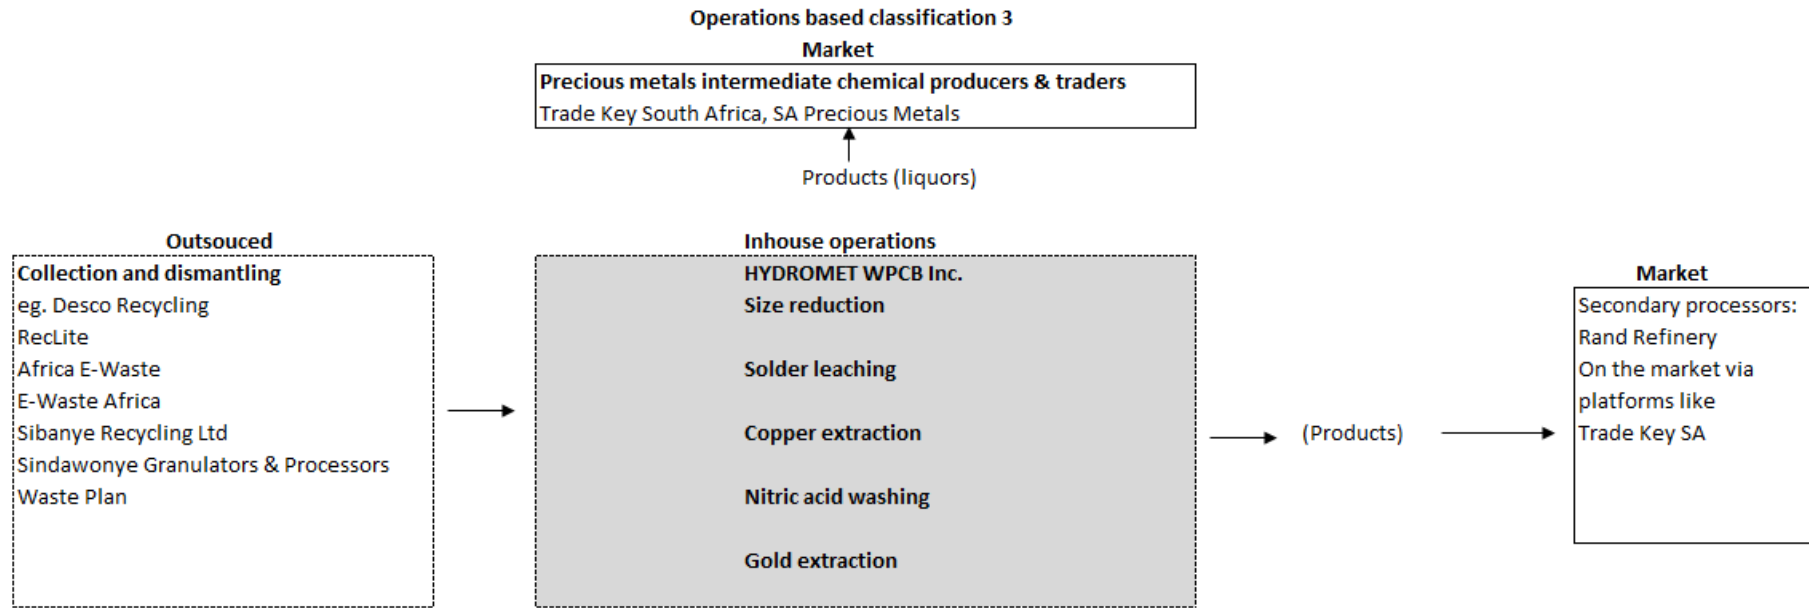 Operations based classification 3
Market
Precious metals intermediate chemical producers & traders
Trade Key South Africa, SA Precious Metals
Products (liquors)
Outsouced
Collection and dismantling
eg. Desco Recycling
RecLite
Africa E-Waste
E-Waste Africa
Sibanye Recycling Ltd
Sindawonye Granulators & Processors
Waste Plan
Inhouse operations
HYDROMET WPCB Inc.
Size reduction
Solder leaching
Copper extraction
Nitric acid washing
Gold extraction
(Products)
Market
Secondary processors:
Rand Refinery
On the market via
platforms like
Trade Key SA